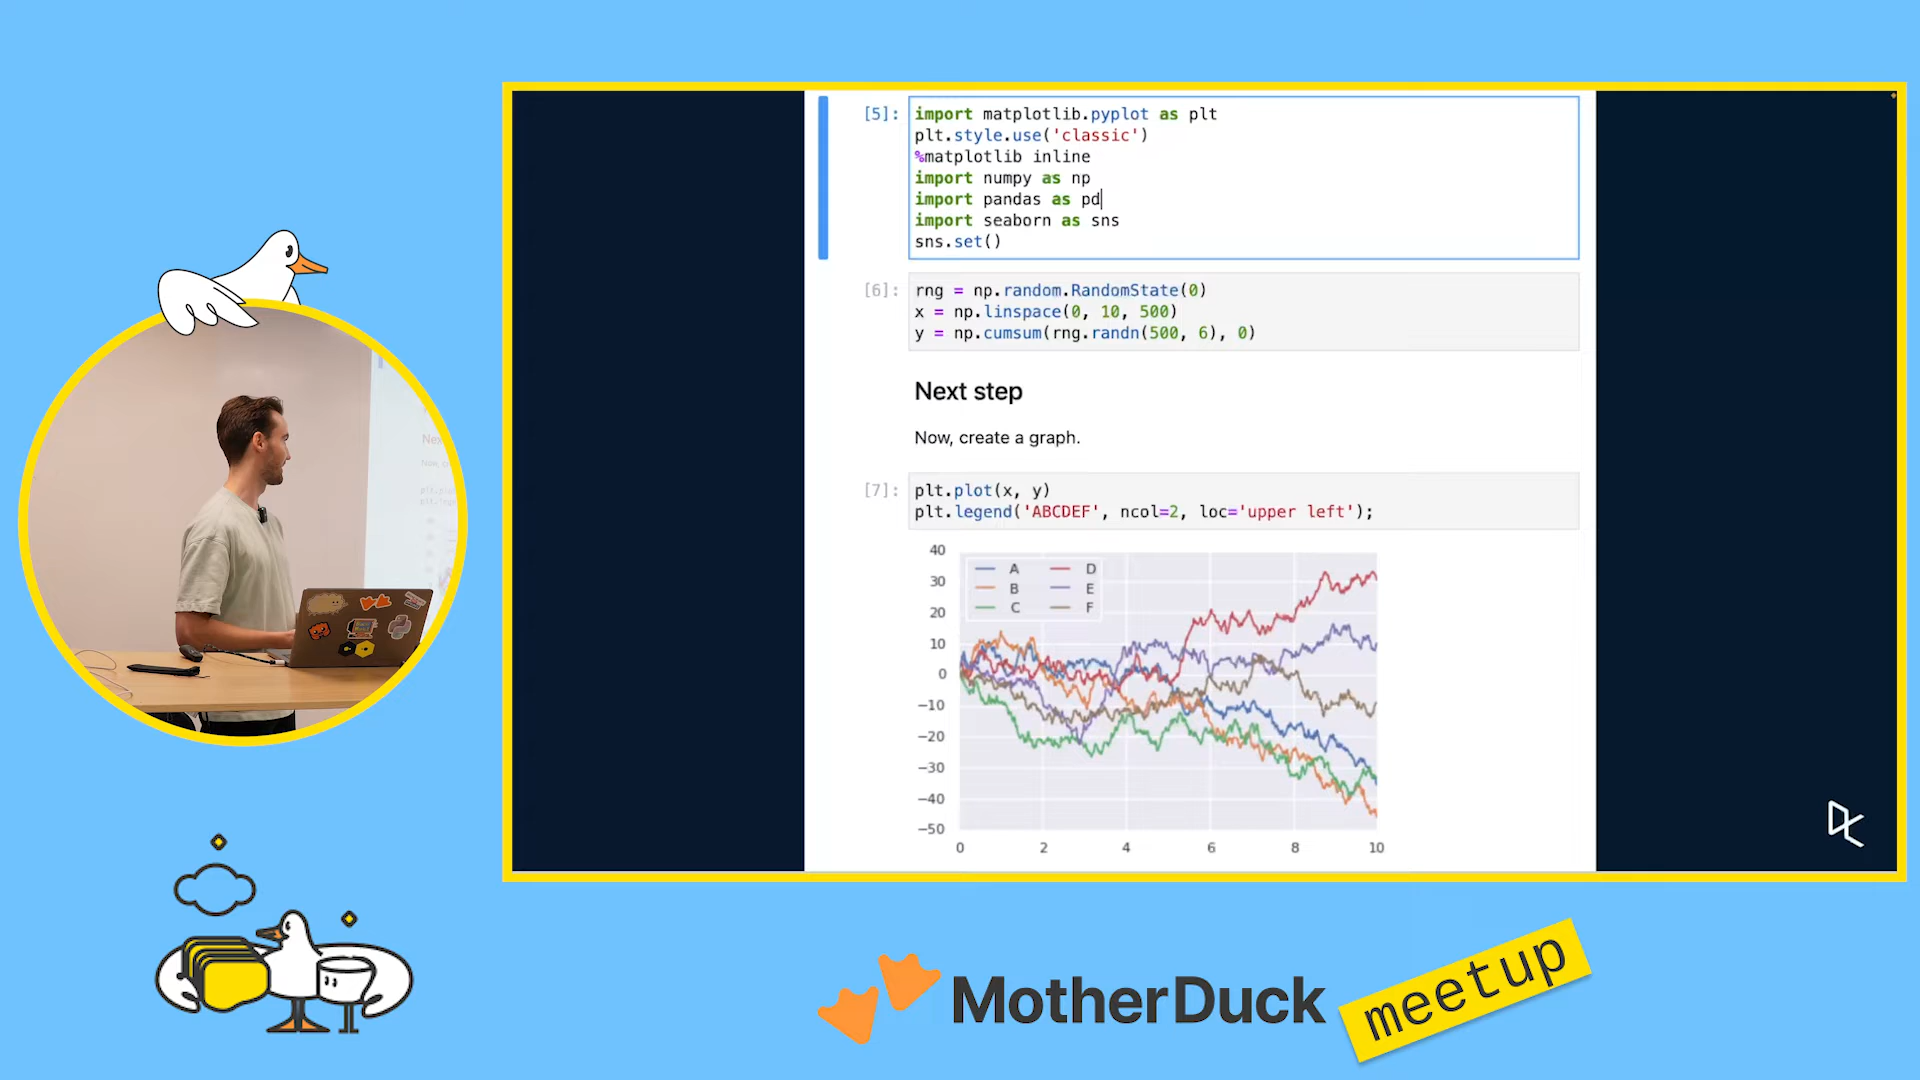 [5]: import matplotlib.pyplot as plt
plt.style.use('classic')
%matplotlib inline
import numpy as np
import pandas as pd
import seaborn as sns
sns.set()
[6]: rng = np.random.RandomState(0)
x = np.linspace(0, 10, 500)
y = np.cumsum(rng.randn(500, 6), 0)
Next step
Now, create a graph.
[7]: plt.plot(x, y)
plt.legend('ABCDEF', ncol=2, loc='upper left');
40
30
20
10
0
−10
−20
−30
−40
−50
A D
B E
C F
0 2 4 6 8 10
MotherDuck
meetup